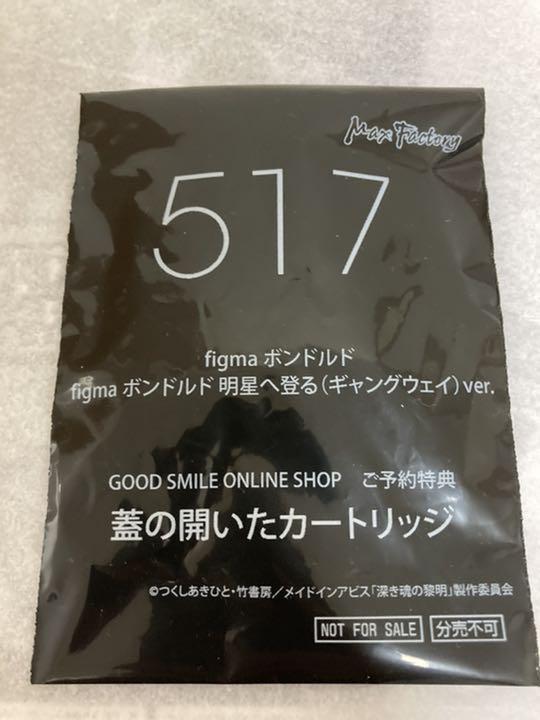 Max Factory
517
figma ボンドルド
figma ボンドルド 明星へ登る（ギャングウェイ）ver.
GOOD SMILE ONLINE SHOP　ご予約特典
蓋の開いたカートリッジ
©つくしあきひと・竹書房／メイドインアビス「深き魂の黎明」製作委員会
NOT FOR SALE 分売不可